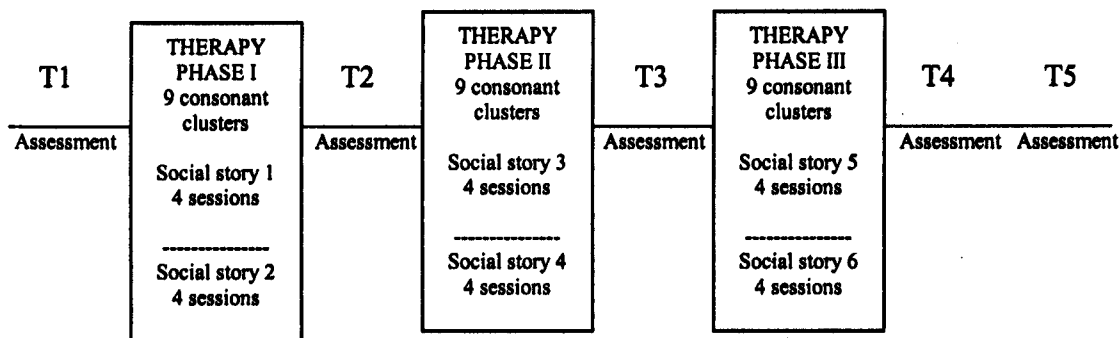 T1
Assessment
THERAPY
PHASE I
9 consonant
clusters
Social story 1
4 sessions
----------------
Social story 2
4 sessions
T2
Assessment
THERAPY
PHASE II
9 consonant
clusters
Social story 3
4 sessions
----------------
Social story 4
4 sessions
T3
Assessment
THERAPY
PHASE III
9 consonant
clusters
Social story 5
4 sessions
----------------
Social story 6
4 sessions
T4
Assessment
T5
Assessment